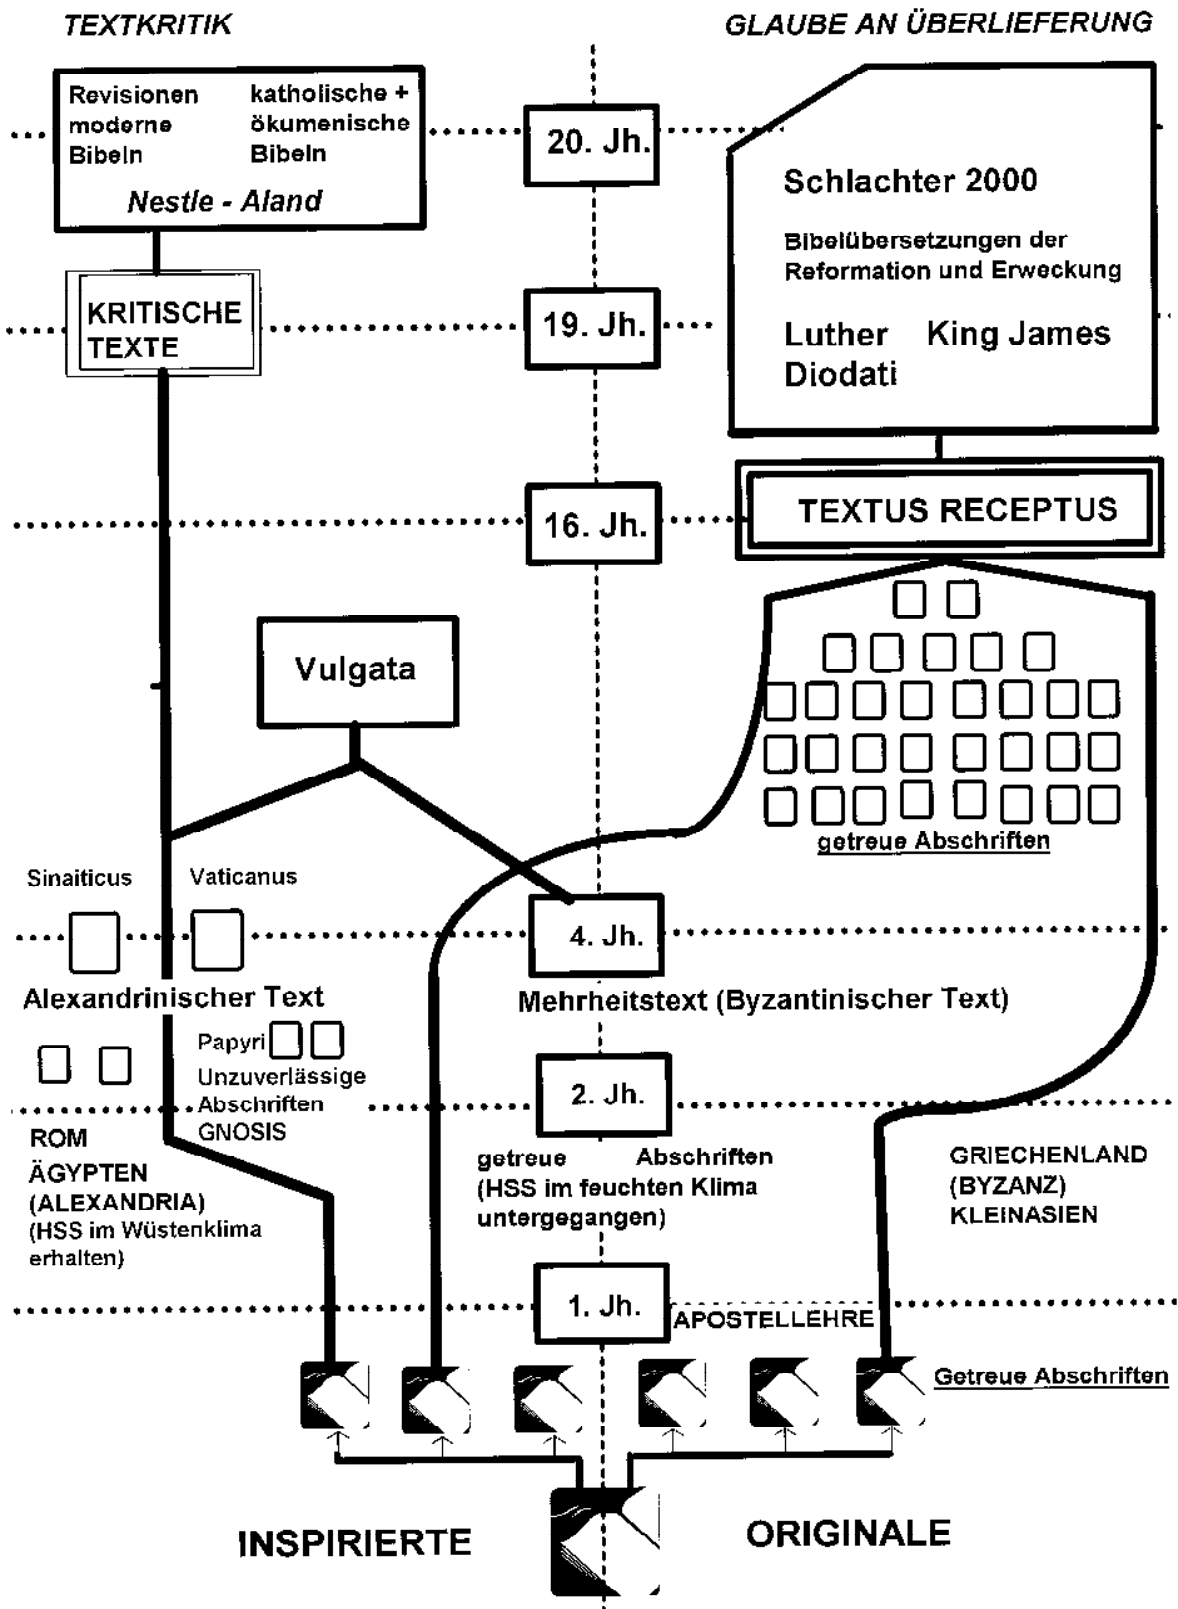 TEXTKRITIK
GLAUBE AN ÜBERLIEFERUNG
Revisionen
moderne
Bibeln
katholische +
ökumenische
Bibeln
Nestle - Aland
20. Jh.
Schlachter 2000
Bibelübersetzungen der
Reformation und Erweckung
Luther King James
Diodati
KRITISCHE
TEXTE
19. Jh.
16. Jh.
TEXTUS RECEPTUS
Vulgata
getreue Abschriften
Sinaiticus
Vaticanus
4. Jh.
Alexandrinischer Text
Mehrheitstext (Byzantinischer Text)
Papyri
Unzuverlässige
Abschriften
GNOSIS
2. Jh.
ROM
ÄGYPTEN
(ALEXANDRIA)
(HSS im Wüstenklima
erhalten)
getreue Abschriften
(HSS im feuchten Klima
untergegangen)
GRIECHENLAND
(BYZANZ)
KLEINASIEN
1. Jh.
APOSTELLEHRE
Getreue Abschriften
INSPIRIERTE
ORIGINALE